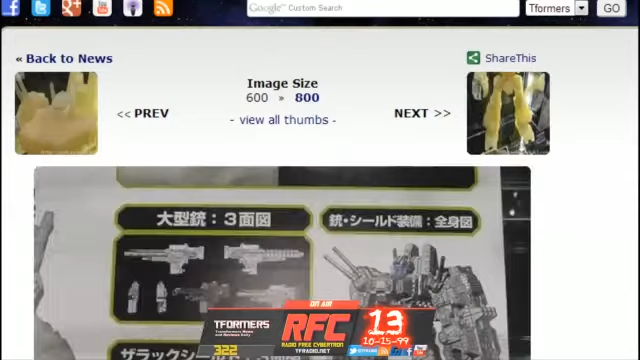 Google™ Custom Search
Tformers
GO
« Back to News
ShareThis
Image Size
600 » 800
<< PREV
NEXT >>
- view all thumbs -
大型銃：3面図
銃・シールド装備：全身図
ON AIR
TFORMERS
RFC
RADIO FREE CYBERTRON
TFRADIO.NET
322
13
10-15-99